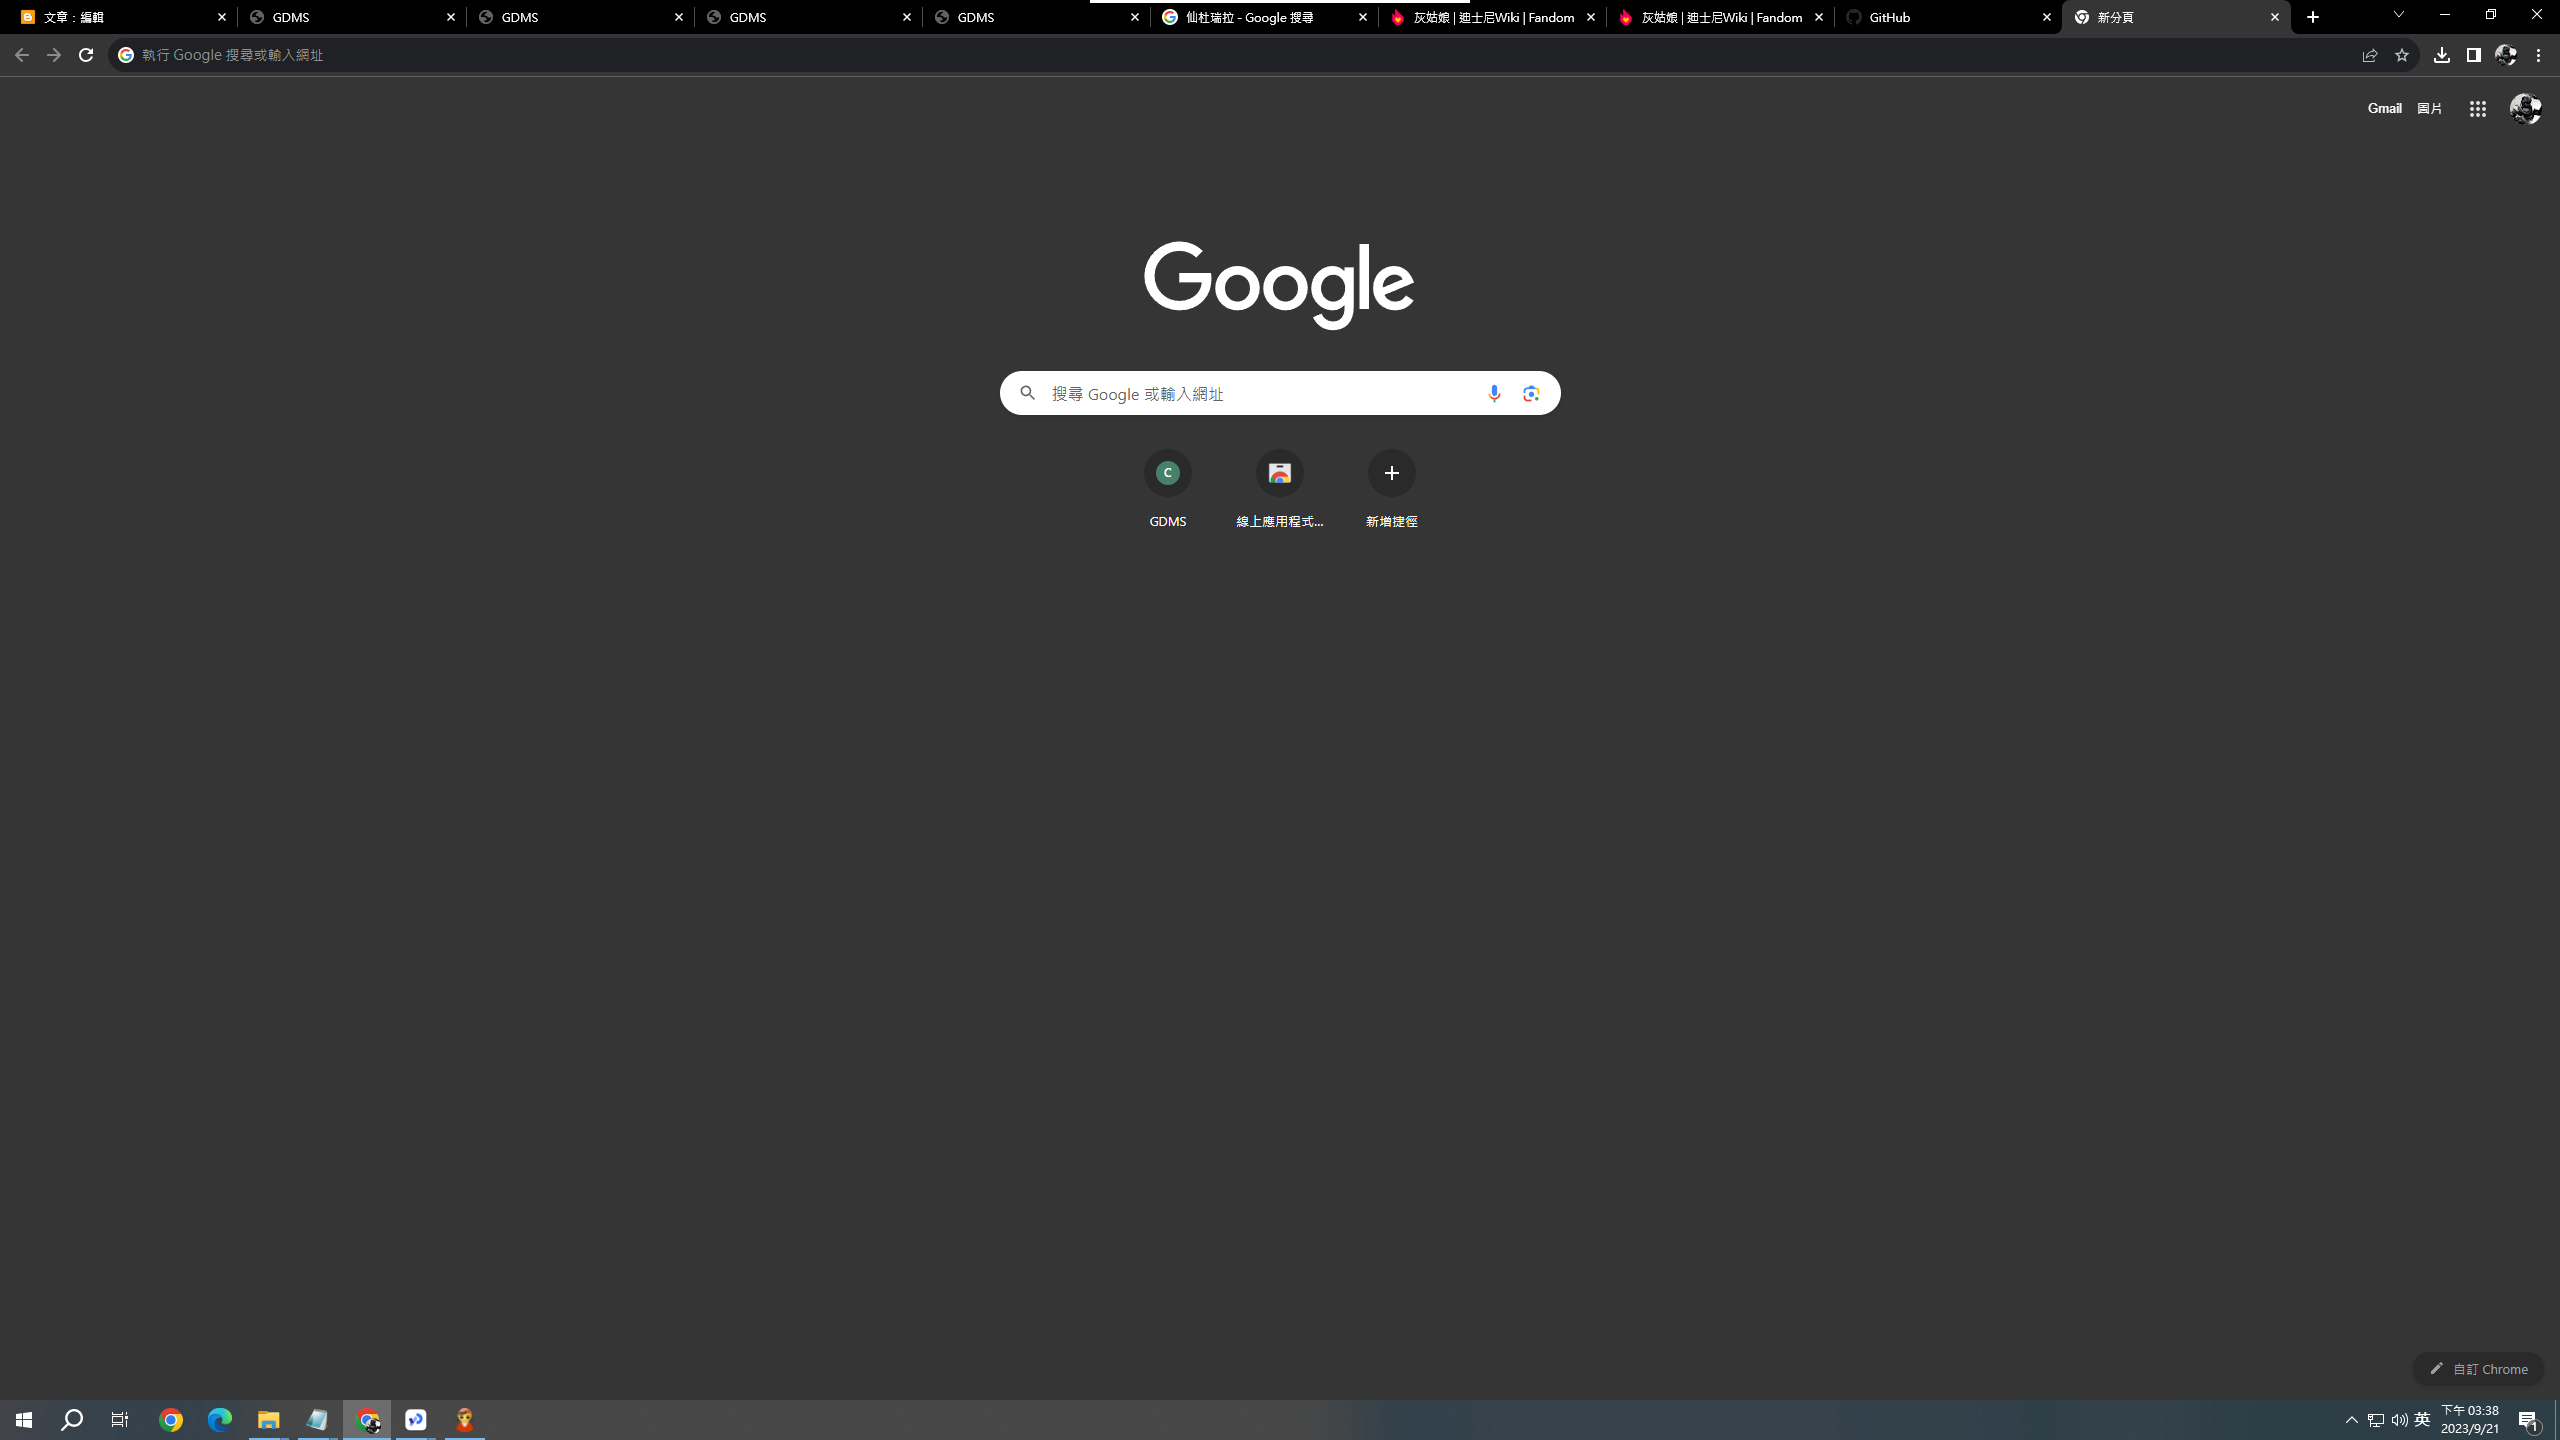 文章：編輯
GDMS
GDMS
GDMS
GDMS
仙杜瑞拉 - Google 搜尋
灰姑娘 | 迪士尼Wiki | Fandom
灰姑娘 | 迪士尼Wiki | Fandom
GitHub
新分頁
執行 Google 搜尋或輸入網址
Gmail
圖片
Google
搜尋 Google 或輸入網址
C
GDMS
線上應用程式...
新增捷徑
自訂 Chrome
英
下午 03:38
2023/9/21
1